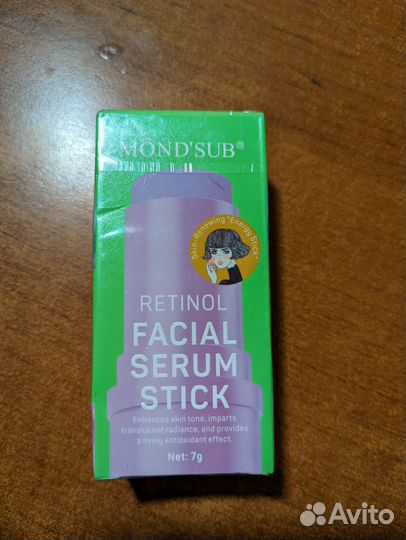 MOND'SUB®
Skin-Renewing "Energy Stick"
RETINOL
FACIAL
SERUM
STICK
Enhances skin tone, imparts
translucent radiance, and provides
a lively antioxidant effect.
Net: 7g
Avito